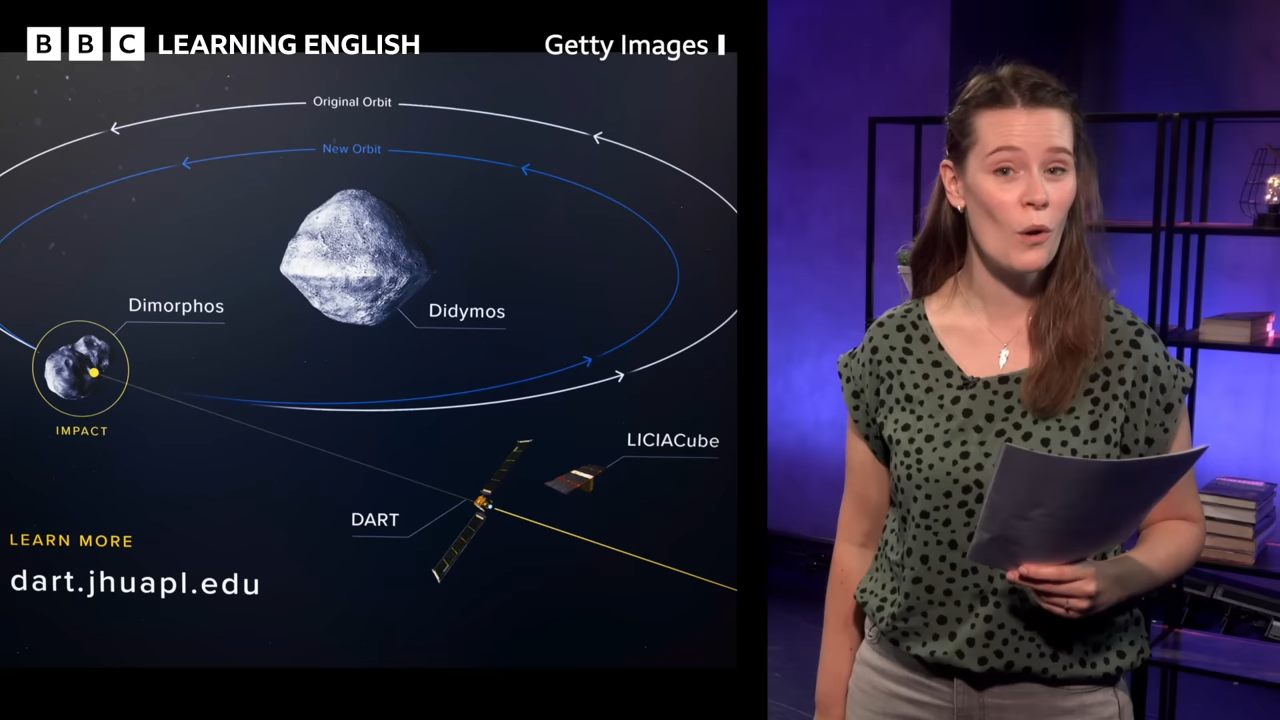 BBC LEARNING ENGLISH
Getty Images
Original Orbit
New Orbit
Dimorphos
Didymos
IMPACT
LICIACube
DART
LEARN MORE
dart.jhuapl.edu